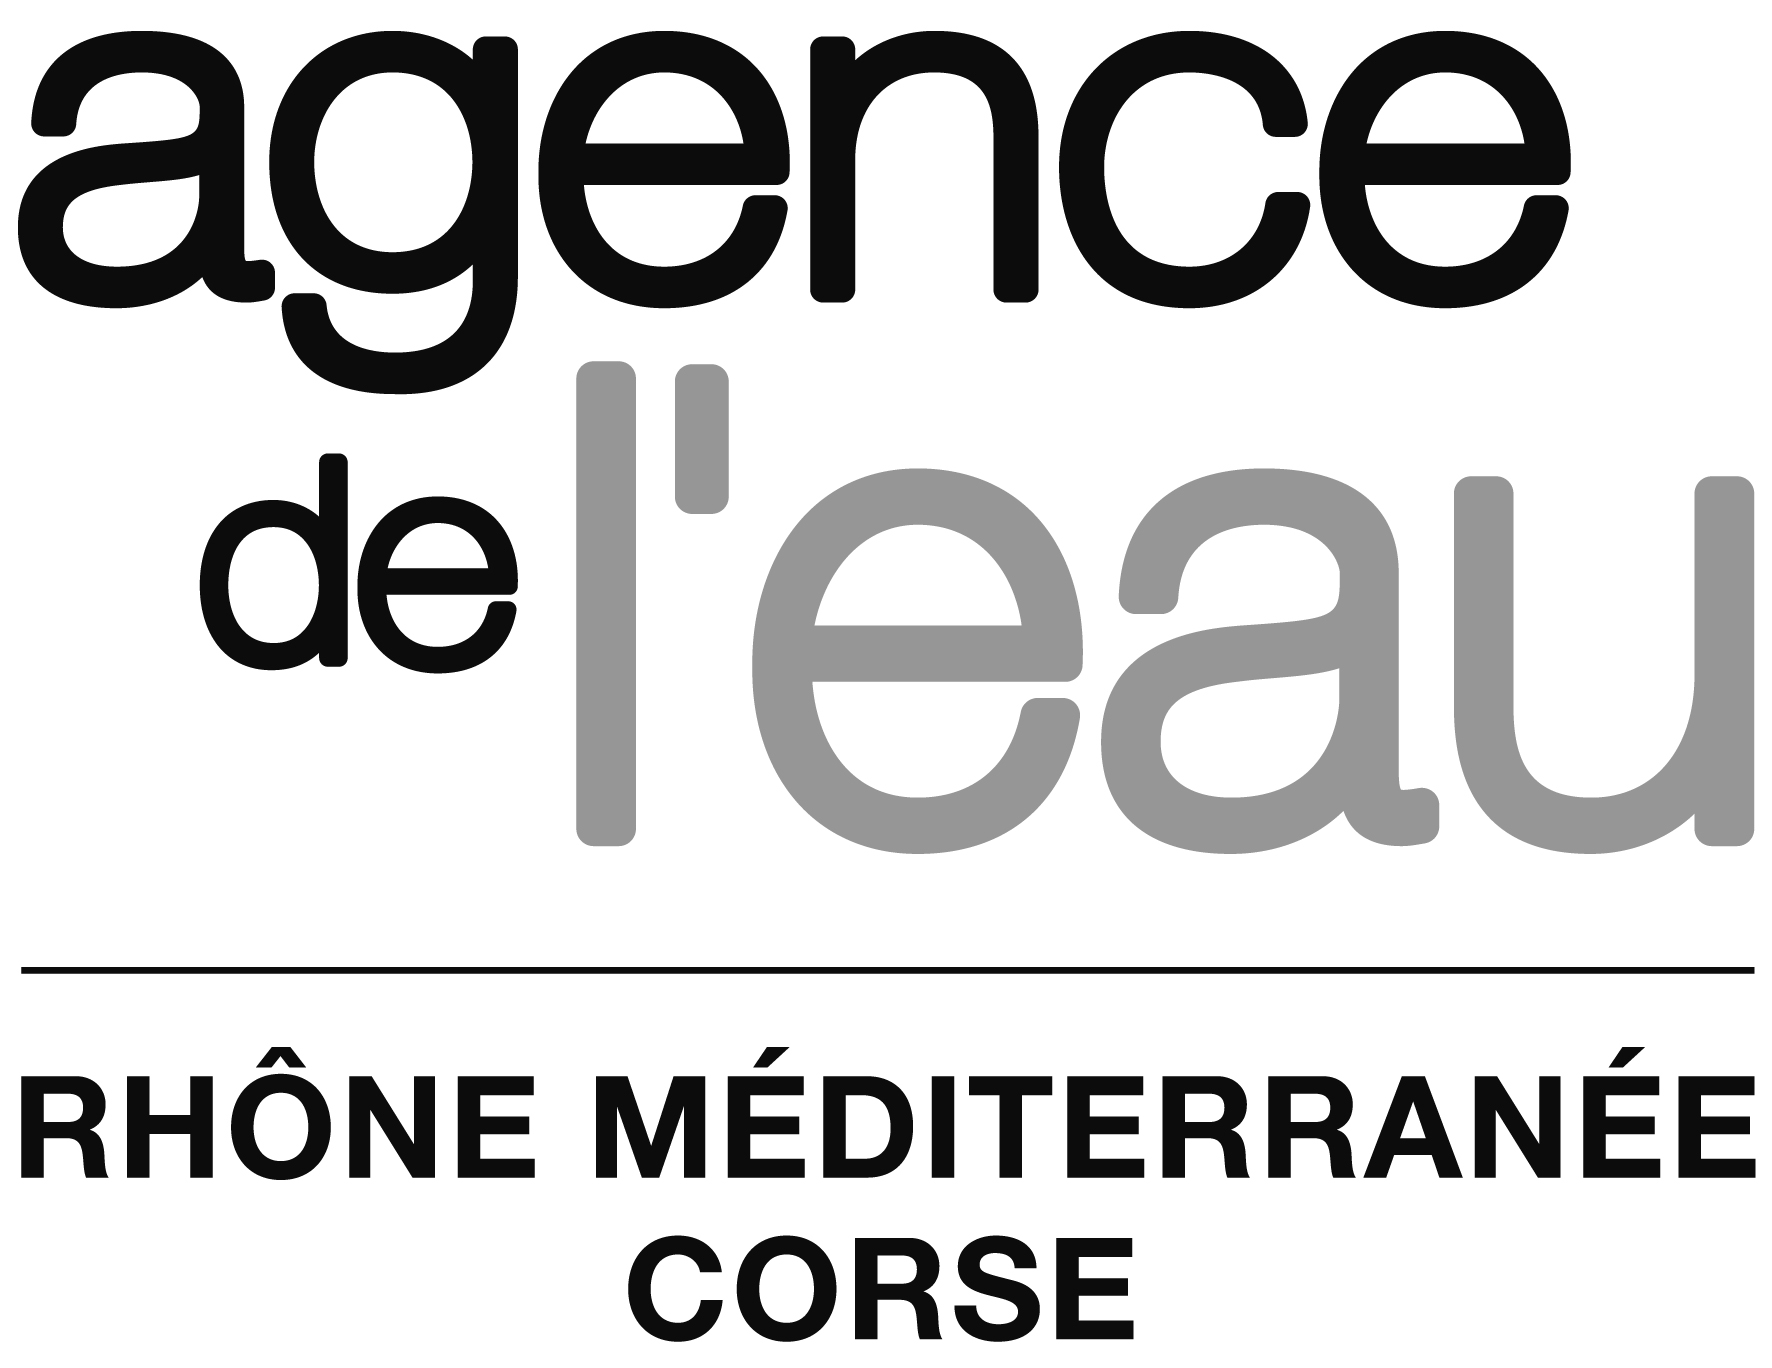 agence
de l'eau
RHÔNE MÉDITERRANÉE
CORSE